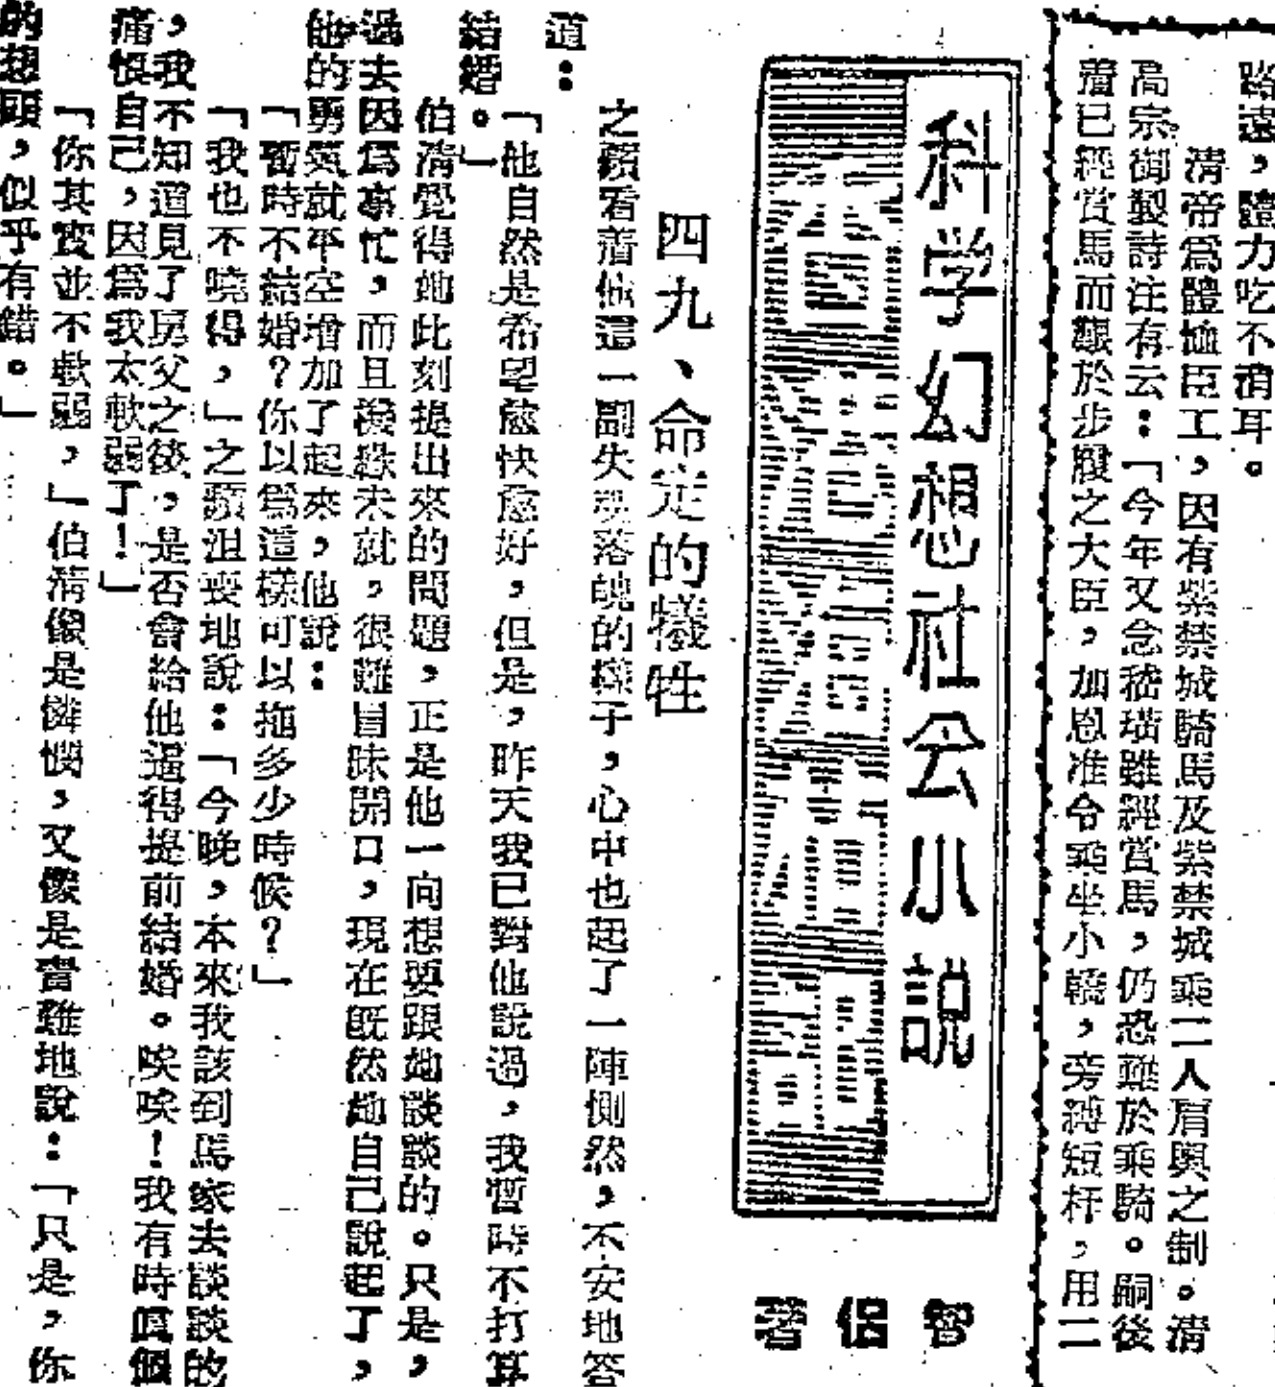 路遠，體力吃不消耳。
清帝爲體恤臣工，因有紫禁城騎馬及紫禁城乘二人肩輿之制。清
高宗御製詩注有云：「今年又念嵇璜雖經賞馬，仍恐難於乘騎。嗣後
着已經賞馬而艱於步履之大臣，加恩准令乘坐小轎，旁縛短杆，用二
科学幻想社会小説
智侶著
四九、命定的犧牲
之蘋看着他這一副失魂落魄的樣子，心中也起了一陣惻然，不安地答
道：
「他自然是希望愈快愈好，但是，昨天我已對他說過，我暫時不打算
結婚。」
伯淸覺得她此刻提出來的問題，正是他一向想要跟她談談的。只是，
過去因爲事忙，而且機緣未就，很難冒昧開口，現在既然她自己說起了，
他的勇氣就平空增加了起來，他說：
「暫時不結婚？你以爲這樣可以拖多少時候？」
「我也不曉得，」之蘋沮喪地說：「今晚，本來我該到馬家去談談的
，我不知道見了舅父之後，是否會給他逼得提前結婚。唉唉！我有時眞個
痛恨自己，因爲我太軟弱了！」
「你其實並不軟弱，」伯淸像是憐憫，又像是責難地說：「只是，你
的想頭，似乎有錯。」